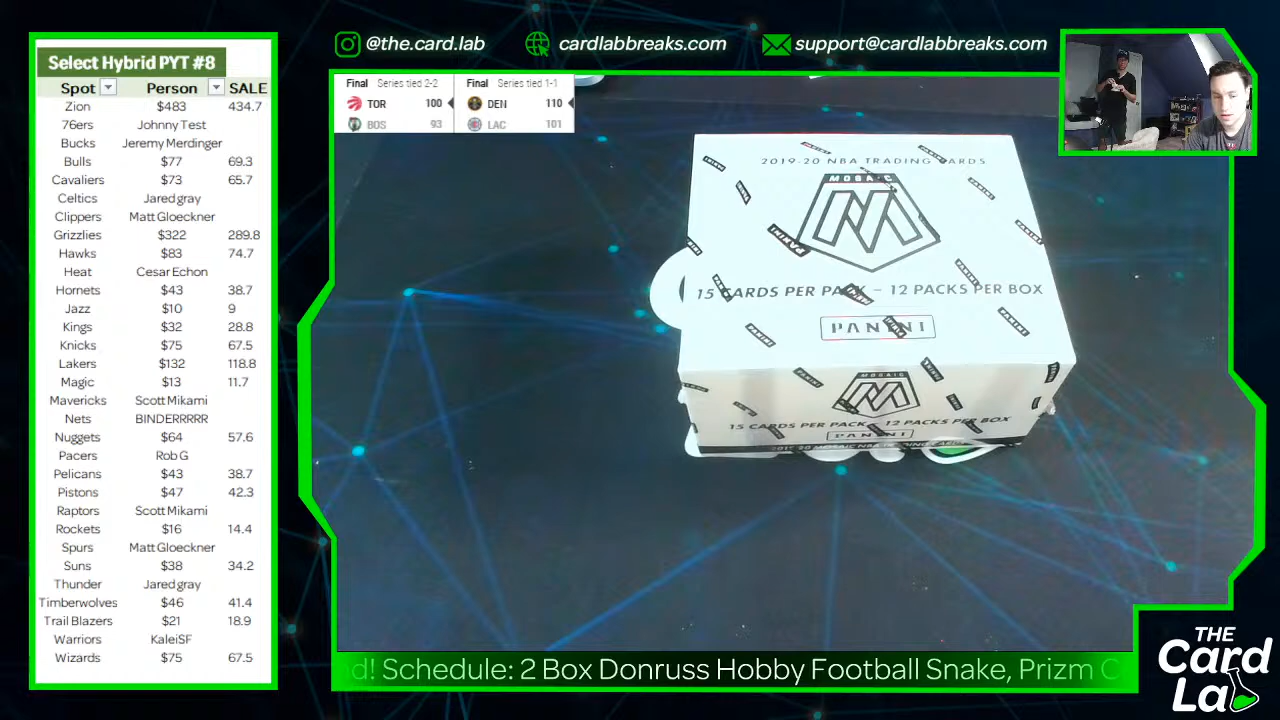 @the.card.lab
cardlabbreaks.com
support@cardlabbreaks.com
Select Hybrid PYT #8
Spot Person SALE
Zion $483 434.7
76ers Johnny Test
Bucks Jeremy Merdinger
Bulls $77 69.3
Cavaliers $73 65.7
Celtics Jared gray
Clippers Matt Gloeckner
Grizzlies $322 289.8
Hawks $83 74.7
Heat Cesar Echon
Hornets $43 38.7
Jazz $10 9
Kings $32 28.8
Knicks $75 67.5
Lakers $132 118.8
Magic $13 11.7
Mavericks Scott Mikami
Nets BINDERRRRR
Nuggets $64 57.6
Pacers Rob G
Pelicans $43 38.7
Pistons $47 42.3
Raptors Scott Mikami
Rockets $16 14.4
Spurs Matt Gloeckner
Suns $38 34.2
Thunder Jared gray
Timberwolves $46 41.4
Trail Blazers $21 18.9
Warriors KaleiSF
Wizards $75 67.5
Final Series tied 2-2
TOR 100
BOS 93
Final Series tied 1-1
DEN 110
LAC 101
2019-20 NBA TRADING CARDS
MOSAIC
15 CARDS PER PACK – 12 PACKS PER BOX
PANINI
MOSAIC
15 CARDS PER PACK 12 PACKS PER BOX
PANINI
d! Schedule: 2 Box Donruss Hobby Football Snake, Prizm C
THE
Card
Lab